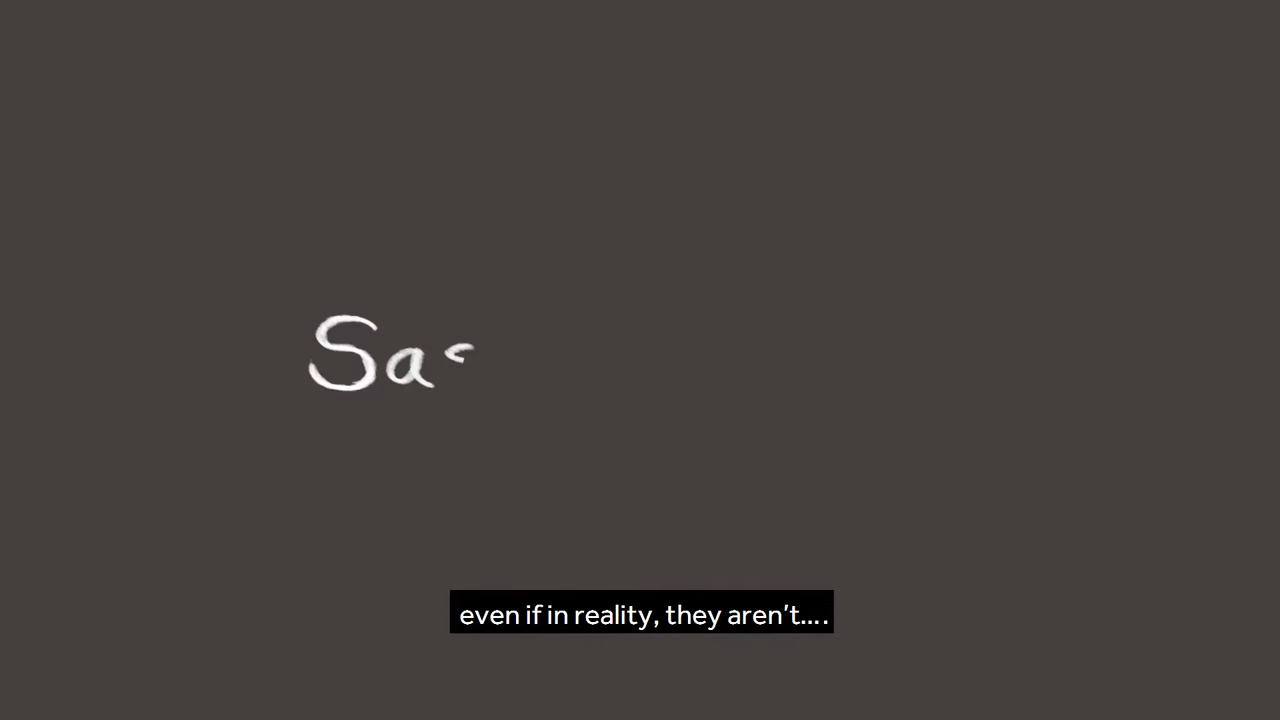 Sa
even if in reality, they aren't....